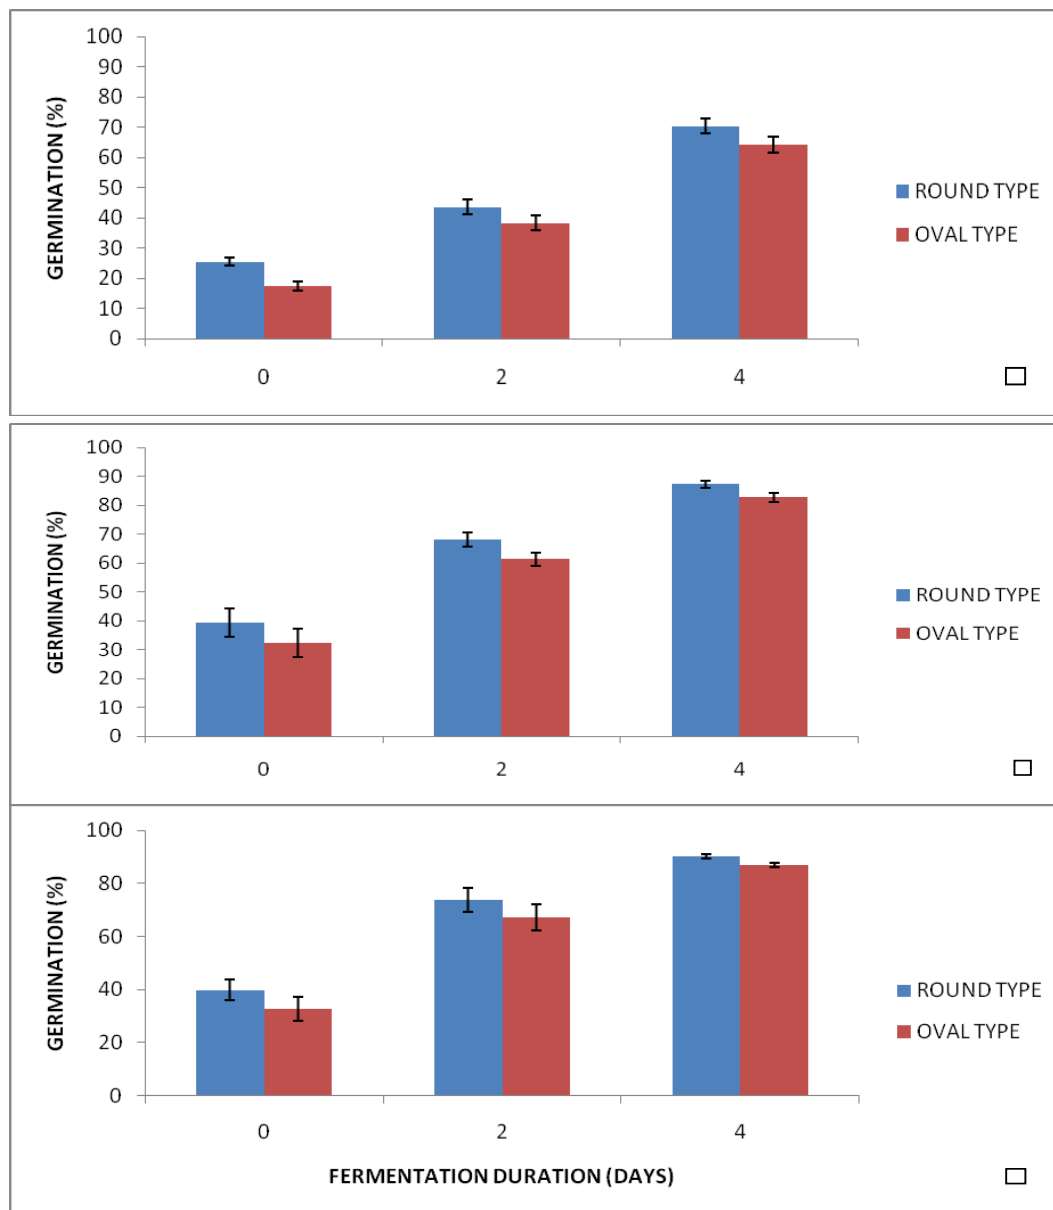 GERMINATION (%)
100
90
80
70
60
50
40
30
20
10
0
0 2 4
ROUND TYPE
OVAL TYPE
GERMINATION (%)
100
90
80
70
60
50
40
30
20
10
0
0 2 4
ROUND TYPE
OVAL TYPE
GERMINATION (%)
100
80
60
40
20
0
0 2 4
ROUND TYPE
OVAL TYPE
FERMENTATION DURATION (DAYS)